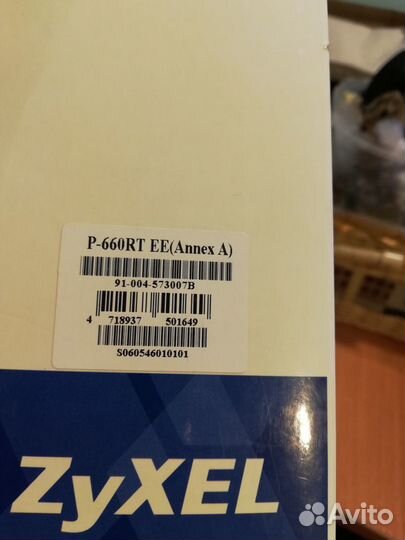 P-660RT EE(Annex A)
91-004-573007B
4 718937 501649
S060546010101
ZyXEL
Avito